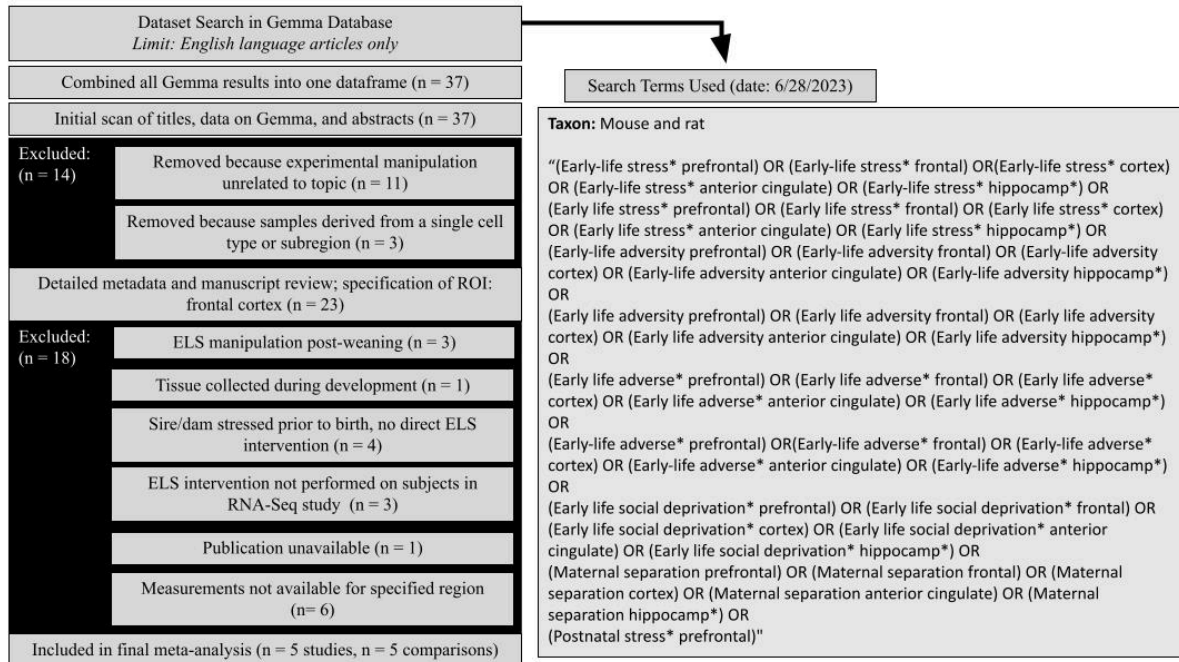 Dataset Search in Gemma Database
Limit: English language articles only
Combined all Gemma results into one dataframe (n = 37)
Initial scan of titles, data on Gemma, and abstracts (n = 37)
Excluded:
(n = 14)
Removed because experimental manipulation
unrelated to topic (n = 11)
Removed because samples derived from a single cell
type or subregion (n = 3)
Detailed metadata and manuscript review; specification of ROI:
frontal cortex (n = 23)
Excluded:
(n = 18)
ELS manipulation post-weaning (n = 3)
Tissue collected during development (n = 1)
Sire/dam stressed prior to birth, no direct ELS
intervention (n = 4)
ELS intervention not performed on subjects in
RNA-Seq study (n = 3)
Publication unavailable (n = 1)
Measurements not available for specified region
(n= 6)
Included in final meta-analysis (n = 5 studies, n = 5 comparisons)
Search Terms Used (date: 6/28/2023)
Taxon: Mouse and rat
“(Early-life stress* prefrontal) OR (Early-life stress* frontal) OR(Early-life stress* cortex)
OR (Early-life stress* anterior cingulate) OR (Early-life stress* hippocamp*) OR
(Early life stress* prefrontal) OR (Early life stress* frontal) OR (Early life stress* cortex)
OR (Early life stress* anterior cingulate) OR (Early life stress* hippocamp*) OR
(Early-life adversity prefrontal) OR (Early-life adversity frontal) OR (Early-life adversity
cortex) OR (Early-life adversity anterior cingulate) OR (Early-life adversity hippocamp*)
OR
(Early life adversity prefrontal) OR (Early life adversity frontal) OR (Early life adversity
cortex) OR (Early life adversity anterior cingulate) OR (Early life adversity hippocamp*)
OR
(Early life adverse* prefrontal) OR (Early life adverse* frontal) OR (Early life adverse*
cortex) OR (Early life adverse* anterior cingulate) OR (Early life adverse* hippocamp*)
OR
(Early-life adverse* prefrontal) OR(Early-life adverse* frontal) OR (Early-life adverse*
cortex) OR (Early-life adverse* anterior cingulate) OR (Early-life adverse* hippocamp*)
OR
(Early life social deprivation* prefrontal) OR (Early life social deprivation* frontal) OR
(Early life social deprivation* cortex) OR (Early life social deprivation* anterior
cingulate) OR (Early life social deprivation* hippocamp*) OR
(Maternal separation prefrontal) OR (Maternal separation frontal) OR (Maternal
separation cortex) OR (Maternal separation anterior cingulate) OR (Maternal
separation hippocamp*) OR
(Postnatal stress* prefrontal)"